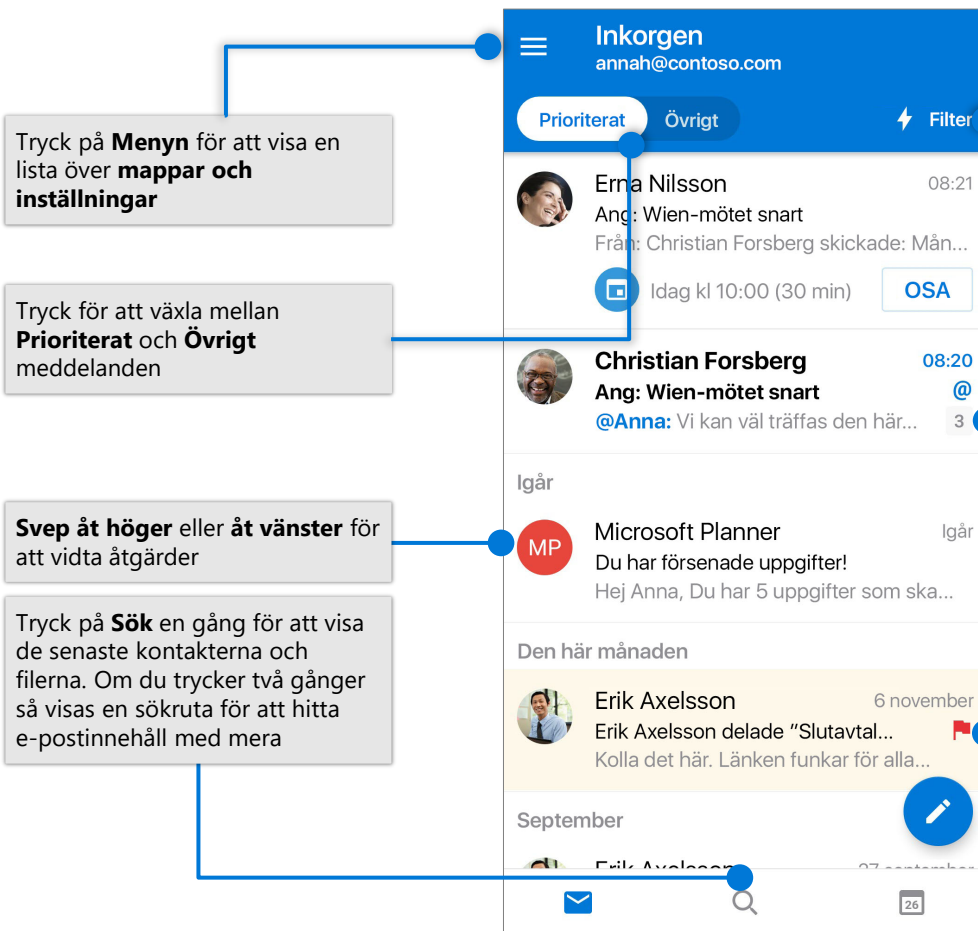 Tryck på Menyn för att visa en
lista över mappar och
inställningar
Tryck för att växla mellan
Prioriterat och Övrigt
meddelanden
Svep åt höger eller åt vänster för
att vidta åtgärder
Tryck på Sök en gång för att visa
de senaste kontakterna och
filerna. Om du trycker två gånger
så visas en sökruta för att hitta
e-postinnehåll med mera
Inkorgen
annah@contoso.com
Prioriterat Övrigt Filter
Erna Nilsson 08:21
Ang: Wien-mötet snart
Från: Christian Forsberg skickade: Mån...
Idag kl 10:00 (30 min) OSA
Christian Forsberg 08:20
Ang: Wien-mötet snart @
@Anna: Vi kan väl träffas den här... 3
Igår
MP Microsoft Planner Igår
Du har försenade uppgifter!
Hej Anna, Du har 5 uppgifter som ska...
Den här månaden
Erik Axelsson 6 november
Erik Axelsson delade ”Slutavtal...
Kolla det här. Länken funkar för alla...
September
Erik Axelsson 27 september
26